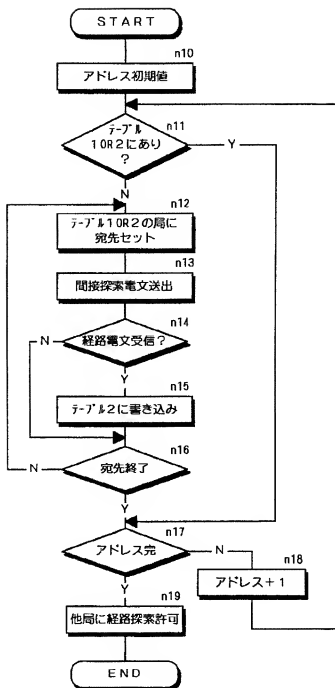 START
n10
アドレス初期値
n11
テーブル
1OR2にあり
?
Y
N
n12
テーブル1OR2の局に
宛先セット
n13
間接探索電文送出
n14
経路電文受信?
N
Y
n15
テーブル2に書き込み
n16
宛先終了
N
Y
n17
アドレス完
N
n18
アドレス+1
Y
n19
他局に経路探索許可
END